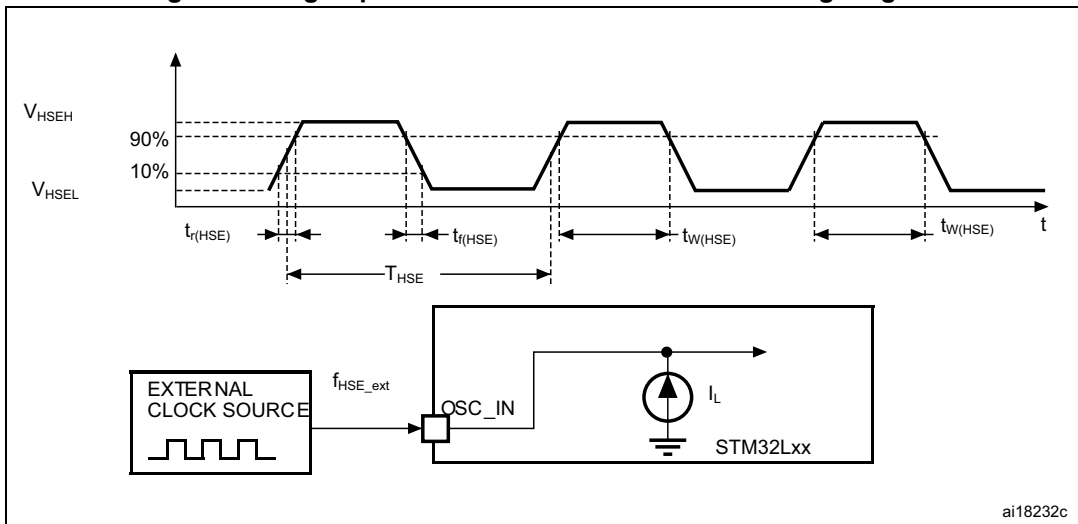 V_HSEH
90%
10%
V_HSEL
t_r(HSE)
t_f(HSE)
t_W(HSE)
t_W(HSE)
t
T_HSE
EXTERNAL
CLOCK SOURCE
f_HSE_ext
OSC_IN
I_L
STM32Lxx
ai18232c